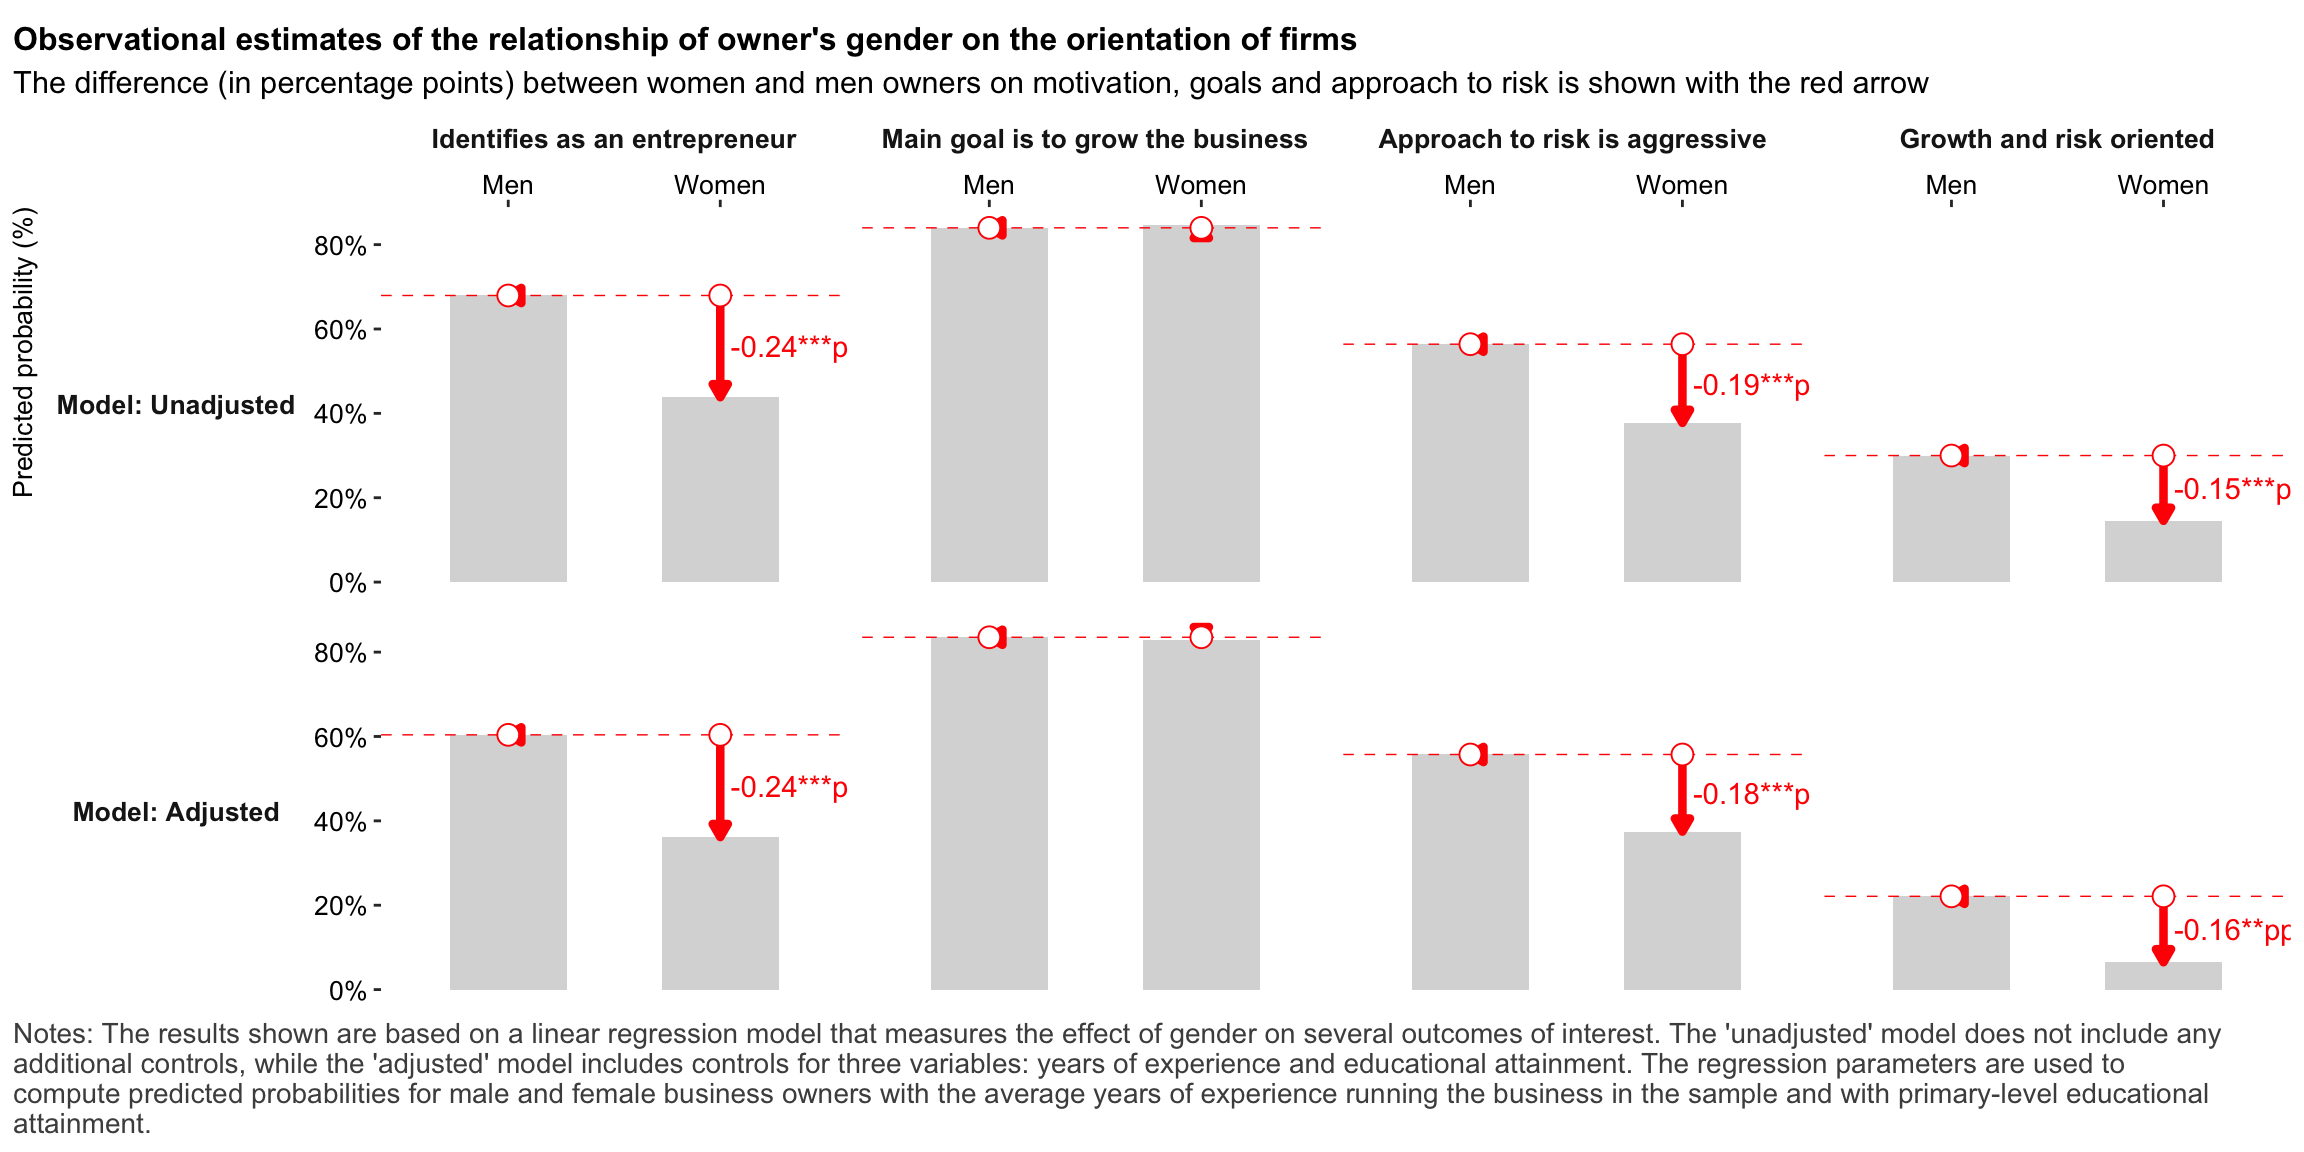 Observational estimates of the relationship of owner's gender on the orientation of firms
The difference (in percentage points) between women and men owners on motivation, goals and approach to risk is shown with the red arrow
Identifies as an entrepreneur
Main goal is to grow the business
Approach to risk is aggressive
Growth and risk oriented
Men
Women
Men
Women
Men
Women
Men
Women
Predicted probability (%)
Model: Unadjusted
80%
60%
40%
20%
0%
-0.24***p
-0.19***p
-0.15***p
Model: Adjusted
80%
60%
40%
20%
0%
-0.24***p
-0.18***p
-0.16**pp
Notes: The results shown are based on a linear regression model that measures the effect of gender on several outcomes of interest. The 'unadjusted' model does not include any
additional controls, while the 'adjusted' model includes controls for three variables: years of experience and educational attainment. The regression parameters are used to
compute predicted probabilities for male and female business owners with the average years of experience running the business in the sample and with primary-level educational
attainment.